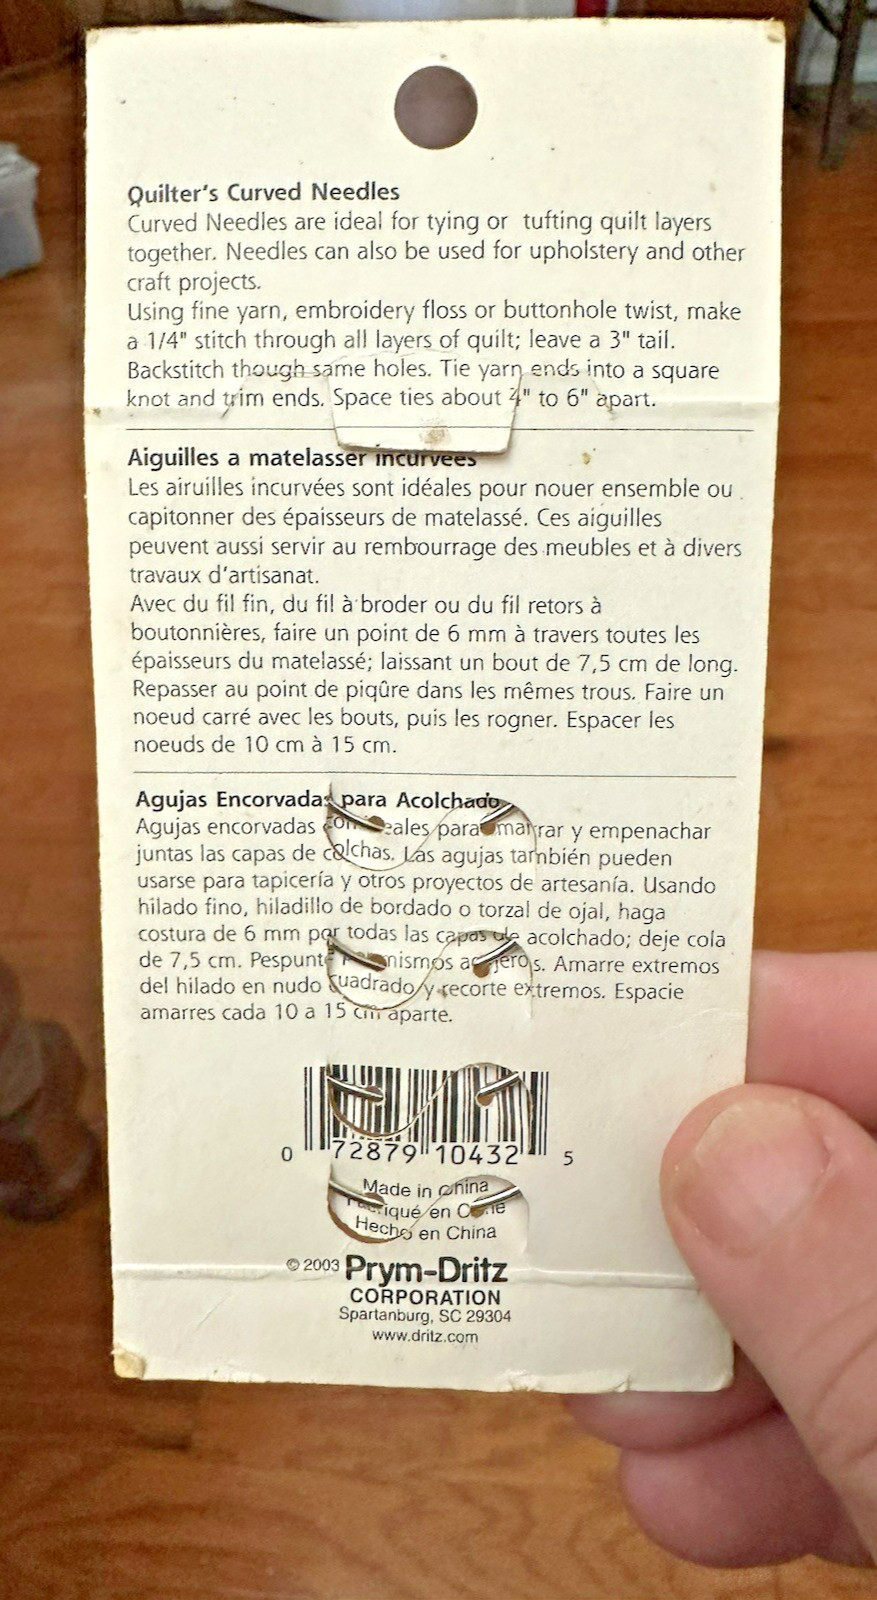 Quilter's Curved Needles
Curved Needles are ideal for tying or tufting quilt layers
together. Needles can also be used for upholstery and other
craft projects.
Using fine yarn, embroidery floss or buttonhole twist, make
a 1/4" stitch through all layers of quilt; leave a 3" tail.
Backstitch though same holes. Tie yarn ends into a square
knot and trim ends. Space ties about 4" to 6" apart.
Aiguilles a matelasser incurvées
Les airuilles incurvées sont idéales pour nouer ensemble ou
capitonner des épaisseurs de matelassé. Ces aiguilles
peuvent aussi servir au rembourrage des meubles et à divers
travaux d'artisanat.
Avec du fil fin, du fil à broder ou du fil retors à
boutonnières, faire un point de 6 mm à travers toutes les
épaisseurs du matelassé; laissant un bout de 7,5 cm de long.
Repasser au point de piqûre dans les mêmes trous. Faire un
noeud carré avec les bouts, puis les rogner. Espacer les
noeuds de 10 cm à 15 cm.
Agujas Encorvadas para Acolchado
Agujas encorvadas para y empenachar
juntas las capas de colchas. Las agujas también pueden
usarse para tapicería y otros proyectos de artesanía. Usando
hilado fino, hiladillo de bordado o torzal de ojal, haga
costura de 6 mm por todas las capas de acolchado; deje cola
de 7,5 cm. mismos agujeros. Amarre extremos
del hilado en nudo cuadrado y recorte extremos. Espacie
amarres cada 10 a 15 cm aparte.
0 72879 10432 5
Made in China
Fabriqué en Chine
Hecho en China
© 2003 Prym-Dritz
CORPORATION
Spartanburg, SC 29304
www.dritz.com